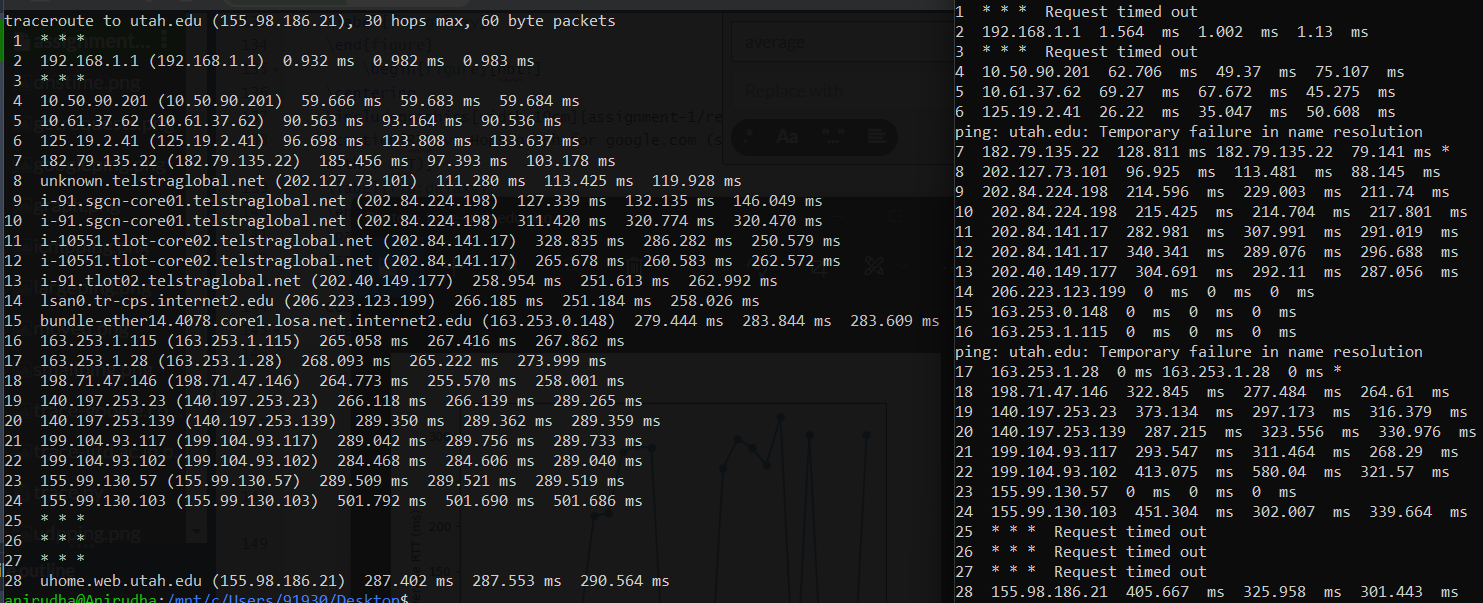 traceroute to utah.edu (155.98.186.21), 30 hops max, 60 byte packets
1 * * *
2 192.168.1.1 (192.168.1.1) 0.932 ms 0.982 ms 0.983 ms
3 * * *
4 10.50.90.201 (10.50.90.201) 59.666 ms 59.683 ms 59.684 ms
5 10.61.37.62 (10.61.37.62) 90.563 ms 93.164 ms 90.536 ms
6 125.19.2.41 (125.19.2.41) 96.698 ms 123.808 ms 133.637 ms
7 182.79.135.22 (182.79.135.22) 185.456 ms 97.393 ms 103.178 ms
8 unknown.telstraglobal.net (202.127.73.101) 111.280 ms 113.425 ms 119.928 ms
9 i-91.sgcn-core01.telstraglobal.net (202.84.224.198) 127.339 ms 132.135 ms 146.049 ms
10 i-91.sgcn-core01.telstraglobal.net (202.84.224.198) 311.420 ms 320.774 ms 320.470 ms
11 i-10551.tlot-core02.telstraglobal.net (202.84.141.17) 328.835 ms 286.282 ms 250.579 ms
12 i-10551.tlot-core02.telstraglobal.net (202.84.141.17) 265.678 ms 260.583 ms 262.572 ms
13 i-91.tlot02.telstraglobal.net (202.40.149.177) 258.954 ms 251.613 ms 262.992 ms
14 lsan0.tr-cps.internet2.edu (206.223.123.199) 266.185 ms 251.184 ms 258.026 ms
15 bundle-ether14.4078.core1.losa.net.internet2.edu (163.253.0.148) 279.444 ms 283.844 ms 283.609 ms
16 163.253.1.115 (163.253.1.115) 265.058 ms 267.416 ms 267.862 ms
17 163.253.1.28 (163.253.1.28) 268.093 ms 265.222 ms 273.999 ms
18 198.71.47.146 (198.71.47.146) 264.773 ms 255.570 ms 258.001 ms
19 140.197.253.23 (140.197.253.23) 266.118 ms 266.139 ms 289.265 ms
20 140.197.253.139 (140.197.253.139) 289.350 ms 289.362 ms 289.359 ms
21 199.104.93.117 (199.104.93.117) 289.042 ms 289.756 ms 289.733 ms
22 199.104.93.102 (199.104.93.102) 284.468 ms 284.606 ms 289.040 ms
23 155.99.130.57 (155.99.130.57) 289.509 ms 289.521 ms 289.519 ms
24 155.99.130.103 (155.99.130.103) 501.792 ms 501.690 ms 501.686 ms
25 * * *
26 * * *
27 * * *
28 uhome.web.utah.edu (155.98.186.21) 287.402 ms 287.553 ms 290.564 ms
anirudha@Anirudha:/mnt/c/Users/91930/Desktop$
1 * * * Request timed out
2 192.168.1.1 1.564 ms 1.002 ms 1.13 ms
3 * * * Request timed out
4 10.50.90.201 62.706 ms 49.37 ms 75.107 ms
5 10.61.37.62 69.27 ms 67.672 ms 45.275 ms
6 125.19.2.41 26.22 ms 35.047 ms 50.608 ms
ping: utah.edu: Temporary failure in name resolution
7 182.79.135.22 128.811 ms 182.79.135.22 79.141 ms *
8 202.127.73.101 96.925 ms 113.481 ms 88.145 ms
9 202.84.224.198 214.596 ms 229.003 ms 211.74 ms
10 202.84.224.198 215.425 ms 214.704 ms 217.801 ms
11 202.84.141.17 282.981 ms 307.991 ms 291.019 ms
12 202.84.141.17 340.341 ms 289.076 ms 296.688 ms
13 202.40.149.177 304.691 ms 292.11 ms 287.056 ms
14 206.223.123.199 0 ms 0 ms 0 ms
15 163.253.0.148 0 ms 0 ms 0 ms
16 163.253.1.115 0 ms 0 ms 0 ms
ping: utah.edu: Temporary failure in name resolution
17 163.253.1.28 0 ms 163.253.1.28 0 ms *
18 198.71.47.146 322.845 ms 277.484 ms 264.61 ms
19 140.197.253.23 373.134 ms 297.173 ms 316.379 ms
20 140.197.253.139 287.215 ms 323.556 ms 330.976 ms
21 199.104.93.117 293.547 ms 311.464 ms 268.29 ms
22 199.104.93.102 413.075 ms 580.04 ms 321.57 ms
23 155.99.130.57 0 ms 0 ms 0 ms
24 155.99.130.103 451.304 ms 302.007 ms 339.664 ms
25 * * * Request timed out
26 * * * Request timed out
27 * * * Request timed out
28 155.98.186.21 405.667 ms 325.958 ms 301.443 ms